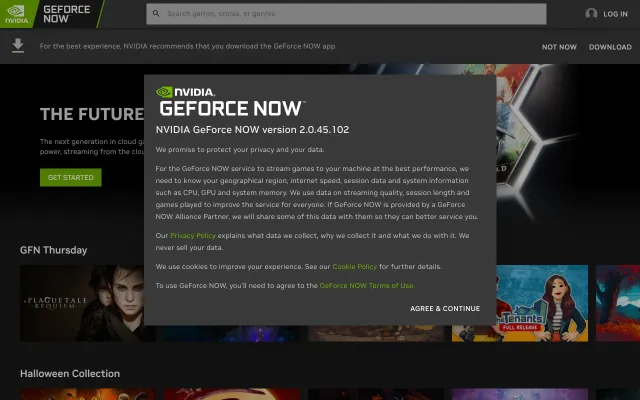 NVIDIA
GEFORCE
NOW
Search games, stores, or genres
LOG IN
For the best experience, NVIDIA recommends that you download the GeForce NOW app
NOT NOW
DOWNLOAD
THE FUTURE
The next generation in cloud ga
power, streaming from the clou
GET STARTED
NVIDIA.
GEFORCE NOW
NVIDIA GeForce NOW version 2.0.45.102
We promise to protect your privacy and your data.
For the GeForce NOW service to stream games to your machine at the best performance, we
need to know your geographical region, internet speed, session data and system information
such as CPU, GPU and system memory. We use data on streaming quality, session length and
games played to improve the service for everyone. If GeForce NOW is provided by a GeForce
NOW Alliance Partner, we will share some of this data with them so they can better service you.
Our Privacy Policy explains what data we collect, why we collect it and what we do with it. We
never sell your data.
We use cookies to improve your experience. See our Cookie Policy for further details.
To use GeForce NOW, you'll need to agree to the GeForce NOW Terms of Use
AGREE & CONTINUE
GFN Thursday
A PLAGUE TALE
REQUIEM
The Tenants
FULL RELEASE
Halloween Collection